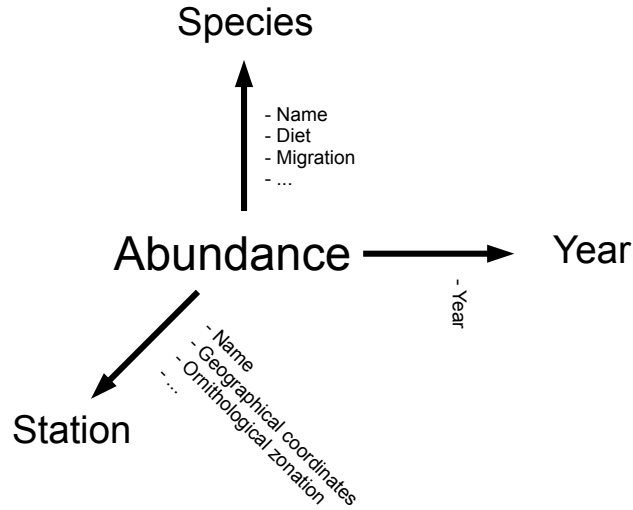 Species
- Name
- Diet
- Migration
- ...
Abundance
Year
- Year
- Name
- Geographical coordinates
- Ornithological zonation
- ...
Station